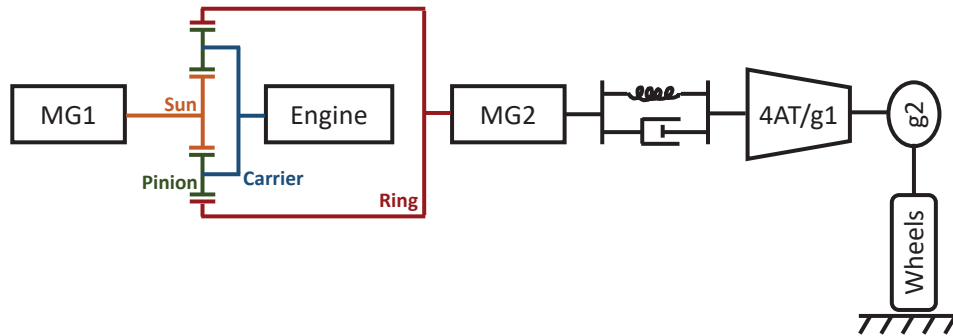 MG1
Sun
Pinion
Carrier
Engine
Ring
MG2
4AT/g1
g2
Wheels